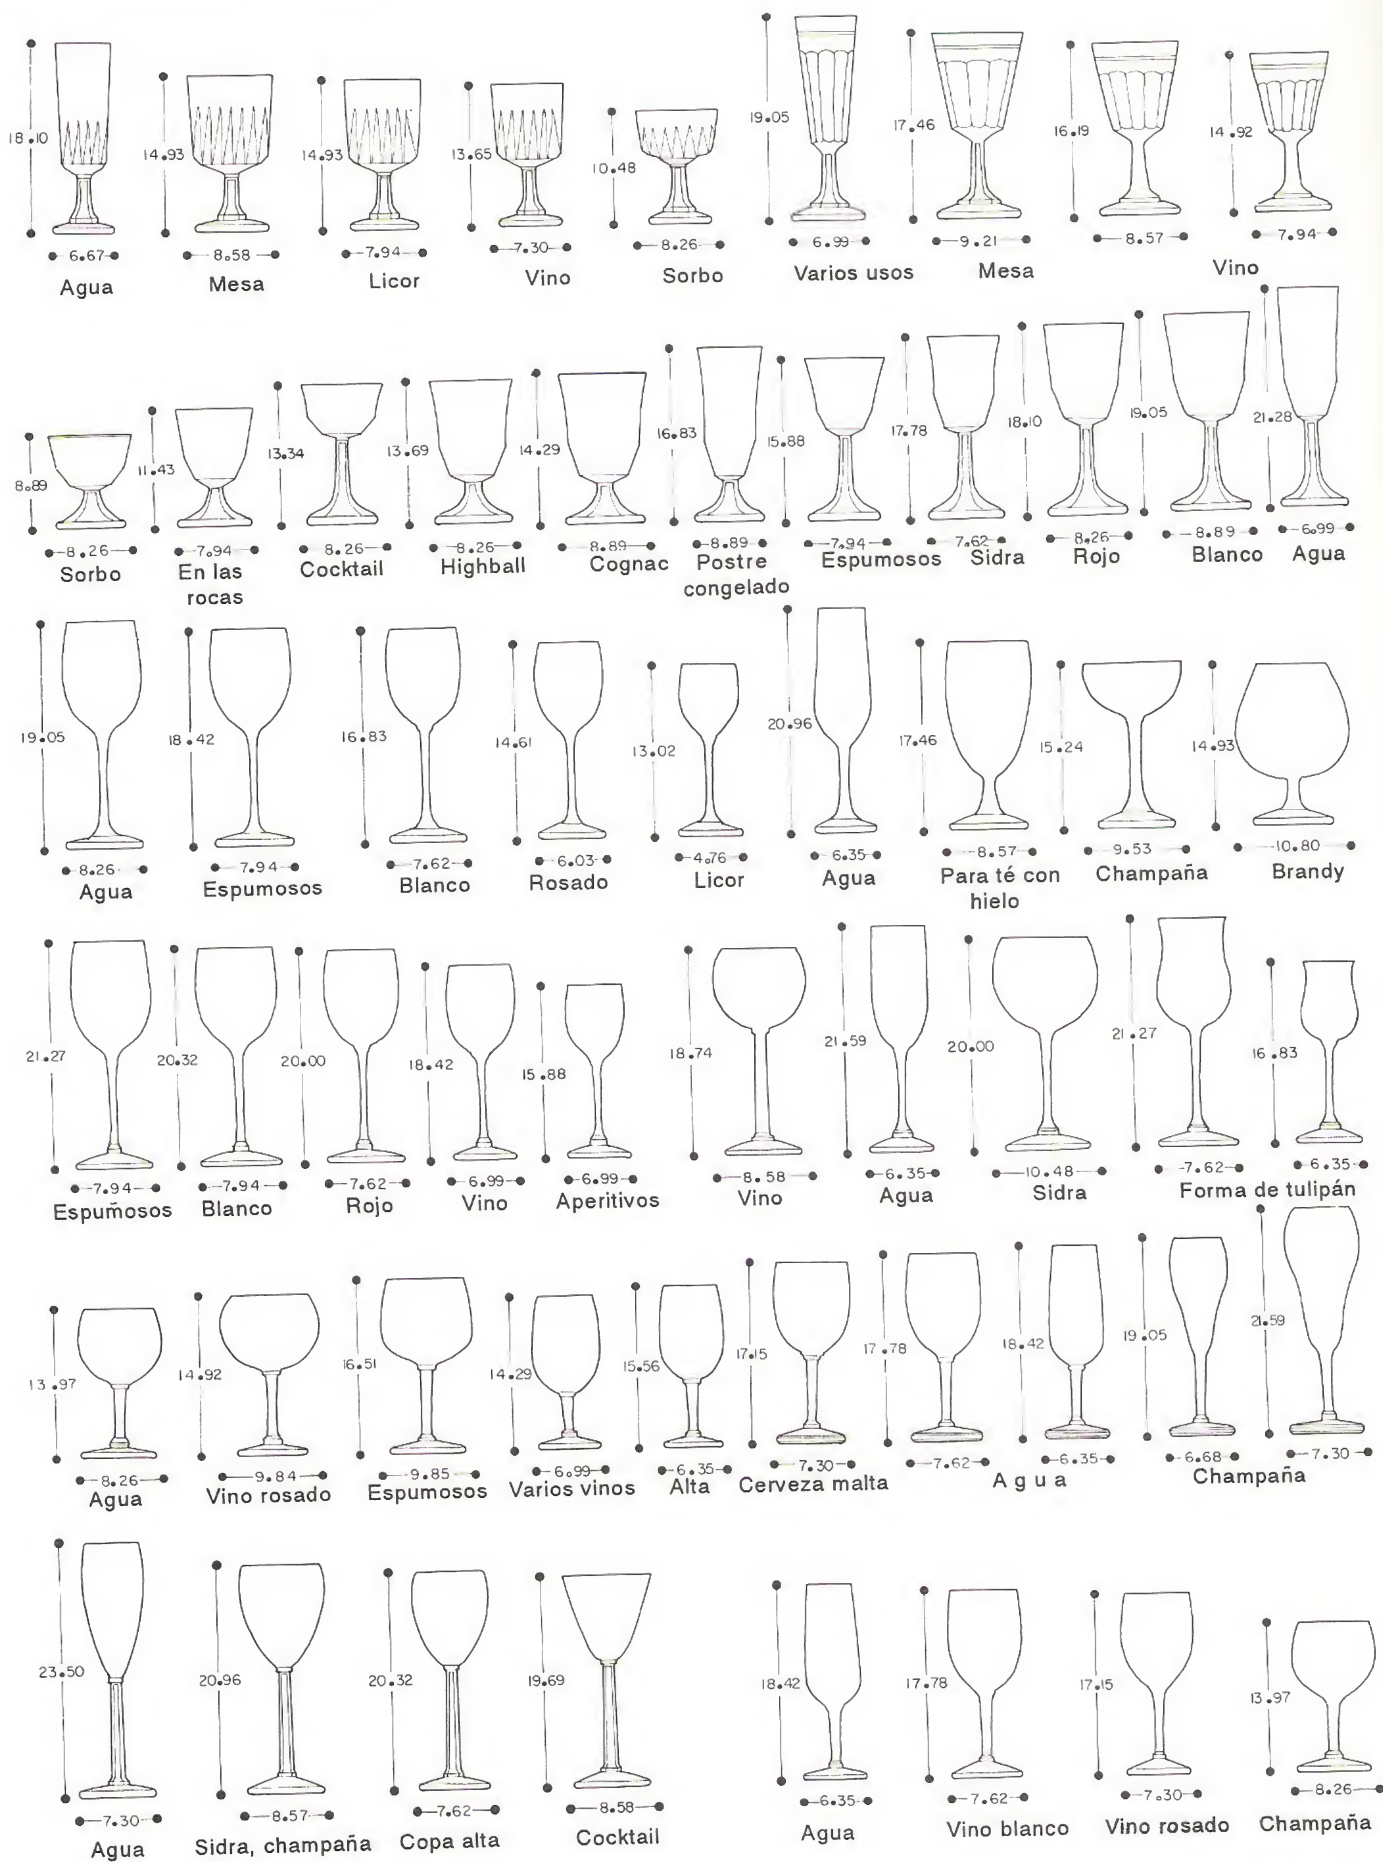 18.10 14.93 14.93 13.65 10.48 19.05 17.46 16.19 14.92
6.67 8.58 7.94 7.30 8.26 6.99 9.21 8.57 7.94
Agua Mesa Licor Vino Sorbo Varios usos Mesa Vino
8.89 11.43 13.34 13.69 14.29 16.83 15.88 17.78 18.10 19.05 21.28
8.26 7.94 8.26 8.26 8.89 8.89 7.94 7.62 8.26 8.89 6.99
Sorbo En las Cocktail Highball Cognac Postre Espumosos Sidra Rojo Blanco Agua
rocas congelado
19.05 18.42 16.83 14.61 13.02 20.96 17.46 15.24 14.93
8.26 7.94 7.62 6.03 4.76 6.35 8.57 9.53 10.80
Agua Espumosos Blanco Rosado Licor Agua Para té con Champaña Brandy
hielo
21.27 20.32 20.00 18.42 15.88 18.74 21.59 20.00 21.27 16.83
7.94 7.94 7.62 6.99 6.99 8.58 6.35 10.48 7.62 6.35
Espumosos Blanco Rojo Vino Aperitivos Vino Agua Sidra Forma de tulipán
13.97 14.92 16.51 14.29 15.56 17.15 17.78 18.42 19.05 21.59
8.26 9.84 9.85 6.99 6.35 7.30 7.62 6.35 6.68 7.30
Agua Vino rosado Espumosos Varios vinos Alta Cerveza malta A g u a Champaña
23.50 20.96 20.32 19.69 18.42 17.78 17.15 13.97
7.30 8.57 7.62 8.58 6.35 7.62 7.30 8.26
Agua Sidra, champaña Copa alta Cocktail Agua Vino blanco Vino rosado Champaña